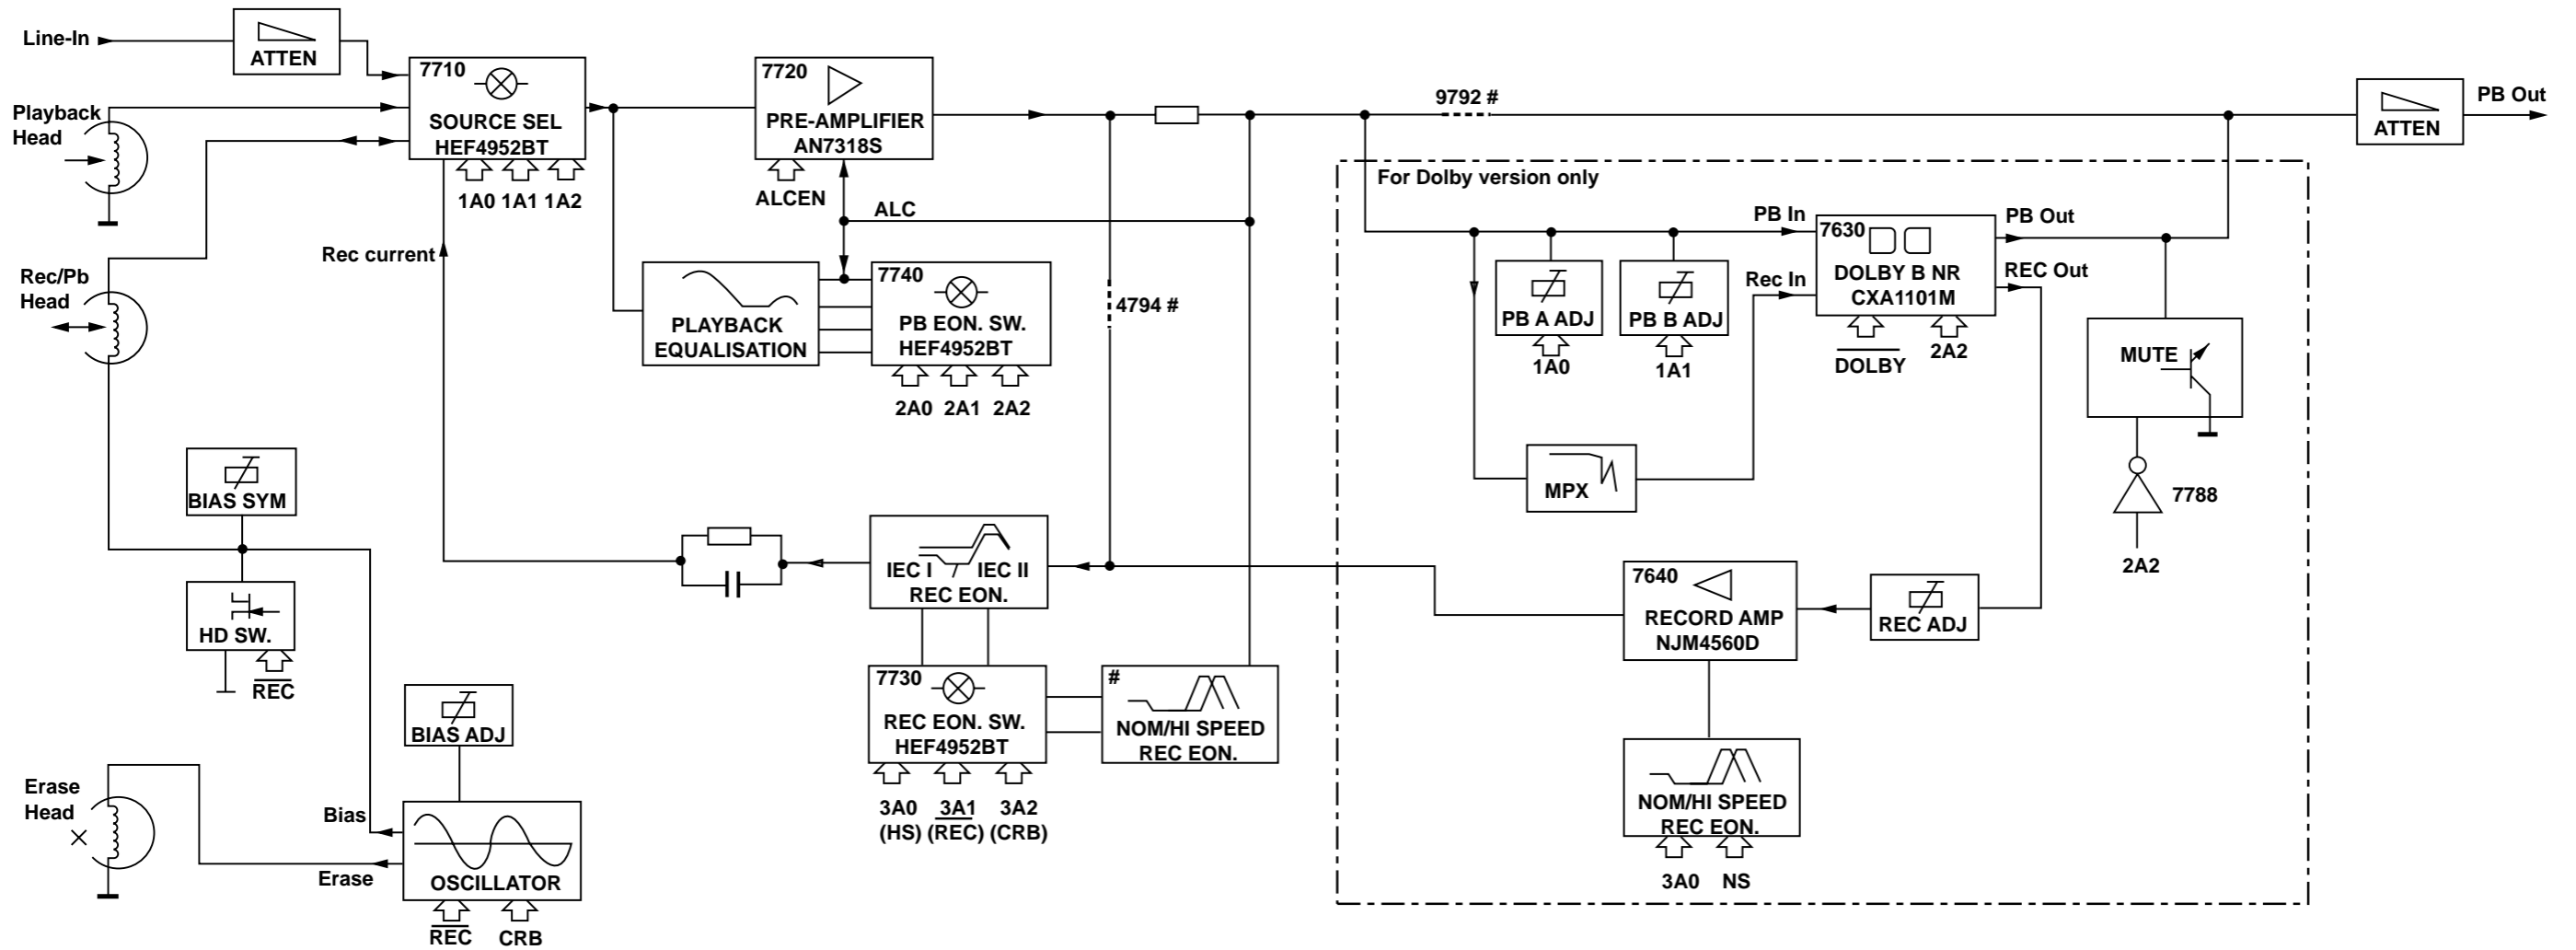 Line-In
ATTEN
Playback
Head
7710
SOURCE SEL
HEF4952BT
1A0 1A1 1A2
7720
PRE-AMPLIFIER
AN7318S
ALCEN
ALC
9792 #
ATTEN
PB Out
For Dolby version only
PB In
Rec In
7630
DOLBY B NR
CXA1101M
PB Out
REC Out
DOLBY
2A2
Rec current
Rec/Pb
Head
PLAYBACK
EQUALISATION
7740
PB EON. SW.
HEF4952BT
2A0 2A1 2A2
4794 #
PB A ADJ
1A0
PB B ADJ
1A1
MUTE
7788
2A2
MPX
BIAS SYM
HD SW.
REC
IEC I / IEC II
REC EON.
7640
RECORD AMP
NJM4560D
REC ADJ
BIAS ADJ
7730
REC EON. SW.
HEF4952BT
3A0 3A1 3A2
(HS) (REC) (CRB)
#
NOM/HI SPEED
REC EON.
NOM/HI SPEED
REC EON.
3A0 NS
Erase
Head
Bias
Erase
OSCILLATOR
REC CRB